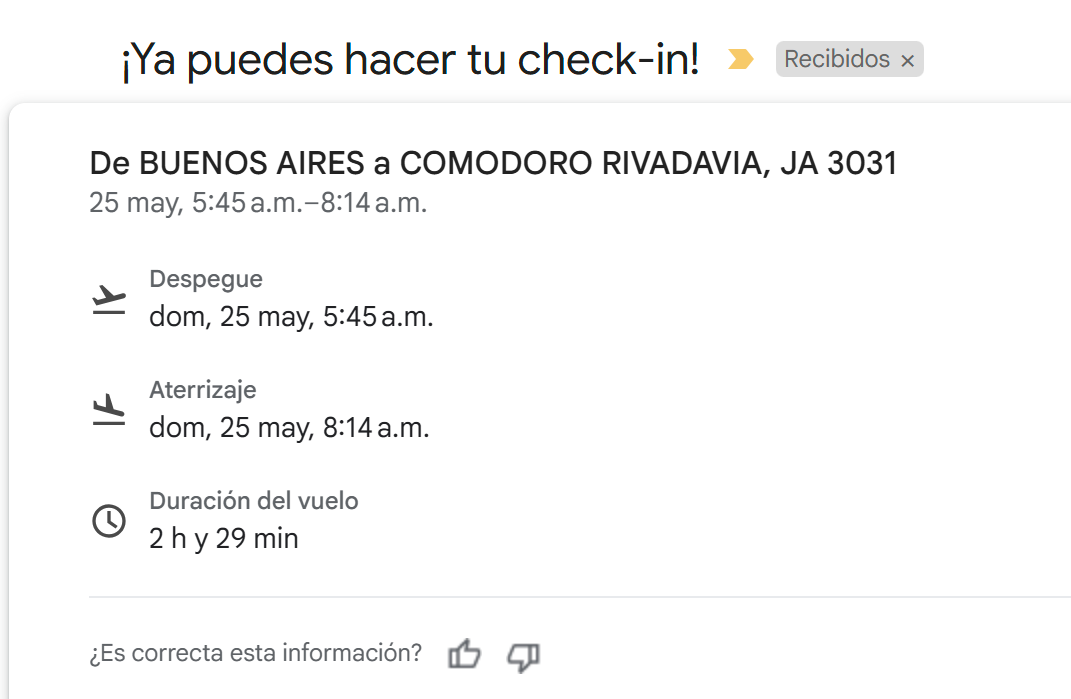 ¡Ya puedes hacer tu check-in! Recibidos ×
De BUENOS AIRES a COMODORO RIVADAVIA, JA 3031
25 may, 5:45 a.m.–8:14 a.m.
Despegue
dom, 25 may, 5:45 a.m.
Aterrizaje
dom, 25 may, 8:14 a.m.
Duración del vuelo
2 h y 29 min
¿Es correcta esta información?